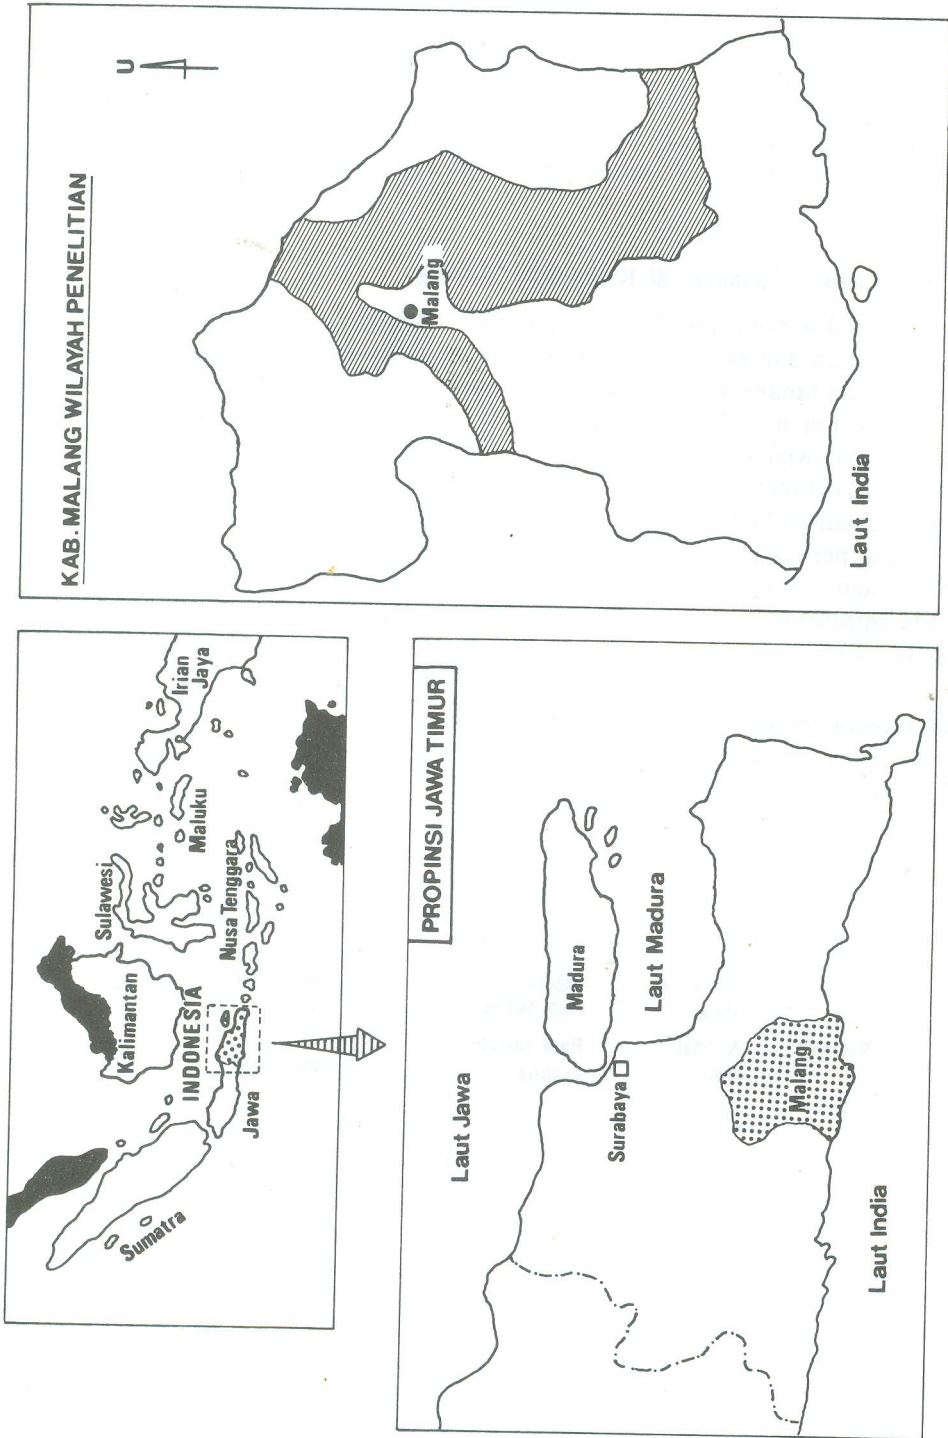 INDONESIA
Sumatra
Kalimantan
Sulawesi
Maluku
Irian
Jaya
Nusa Tenggara
Jawa
KAB. MALANG WILAYAH PENELITIAN
U
Malang
Laut India
PROPINSI JAWA TIMUR
Laut Jawa
Madura
Laut Madura
Surabaya
Malang
Laut India